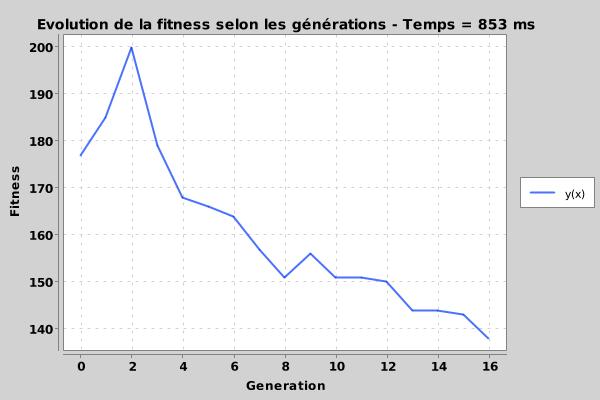 Evolution de la fitness selon les générations - Temps = 853 ms
200
190
180
170
160
150
140
Fitness
0 2 4 6 8 10 12 14 16
Generation
y(x)